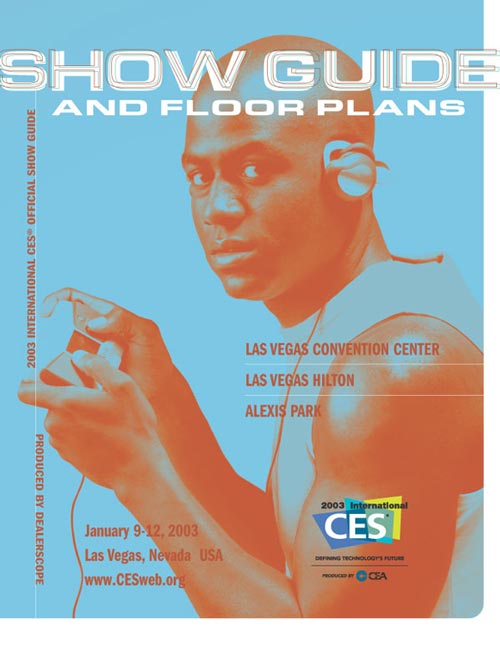 SHOW GUIDE
AND FLOOR PLANS
2003 INTERNATIONAL CES® OFFICIAL SHOW GUIDE
PRODUCED BY DEALERSCOPE
LAS VEGAS CONVENTION CENTER
LAS VEGAS HILTON
ALEXIS PARK
January 9-12, 2003
Las Vegas, Nevada USA
www.CESweb.org
2003 International
CES
DEFINING TECHNOLOGY'S FUTURE
PRODUCED BY CEA